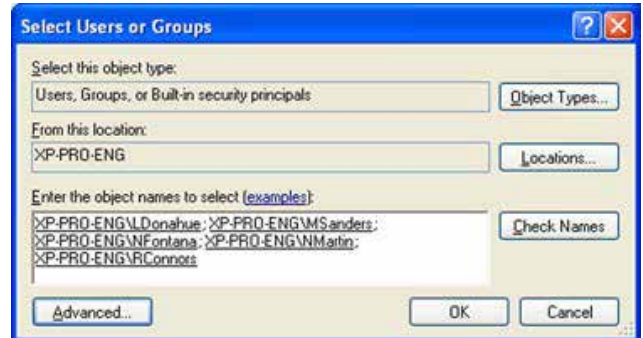 Select Users or Groups
Select this object type:
Users, Groups, or Built-in security principals
Object Types...
From this location:
XP-PRO-ENG
Locations...
Enter the object names to select (examples):
XP-PRO-ENG\LDonahue; XP-PRO-ENG\MSanders;
XP-PRO-ENG\NFontana; XP-PRO-ENG\NMartin;
XP-PRO-ENG\RConnors
Check Names
Advanced...
OK
Cancel